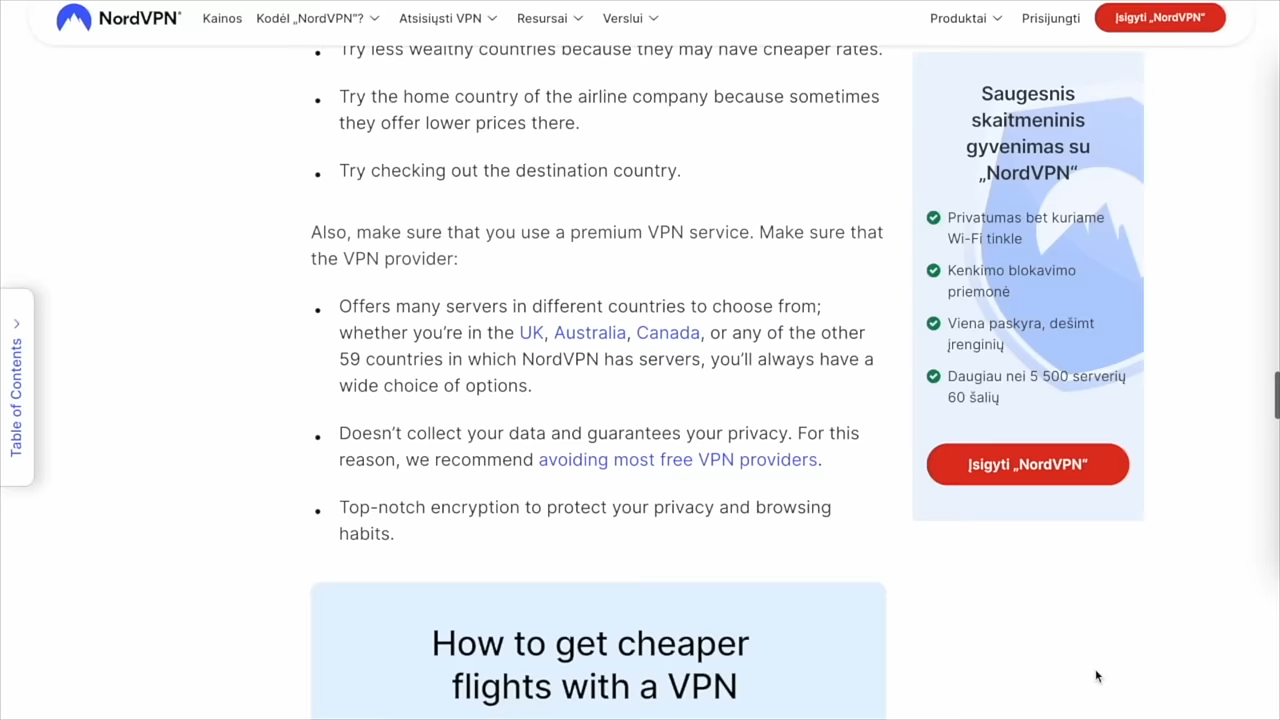 NordVPN®
Kainos
Kodėl „NordVPN"?
Atsisiųsti VPN
Resursai
Verslui
Produktai
Prisijungti
Įsigyti „NordVPN“
Try less wealthy countries because they may have cheaper rates.
Try the home country of the airline company because sometimes
they offer lower prices there.
Try checking out the destination country.
Also, make sure that you use a premium VPN service. Make sure that
the VPN provider:
Offers many servers in different countries to choose from;
whether you’re in the UK, Australia, Canada, or any of the other
59 countries in which NordVPN has servers, you’ll always have a
wide choice of options.
Doesn’t collect your data and guarantees your privacy. For this
reason, we recommend avoiding most free VPN providers.
Top-notch encryption to protect your privacy and browsing
habits.
How to get cheaper
flights with a VPN
Saugesnis
skaitmeninis
gyvenimas su
„NordVPN“
Privatumas bet kuriame
Wi-Fi tinkle
Kenkimo blokavimo
priemonė
Viena paskyra, dešimt
įrenginių
Daugiau nei 5 500 serverių
60 šalių
Įsigyti „NordVPN“
Table of Contents